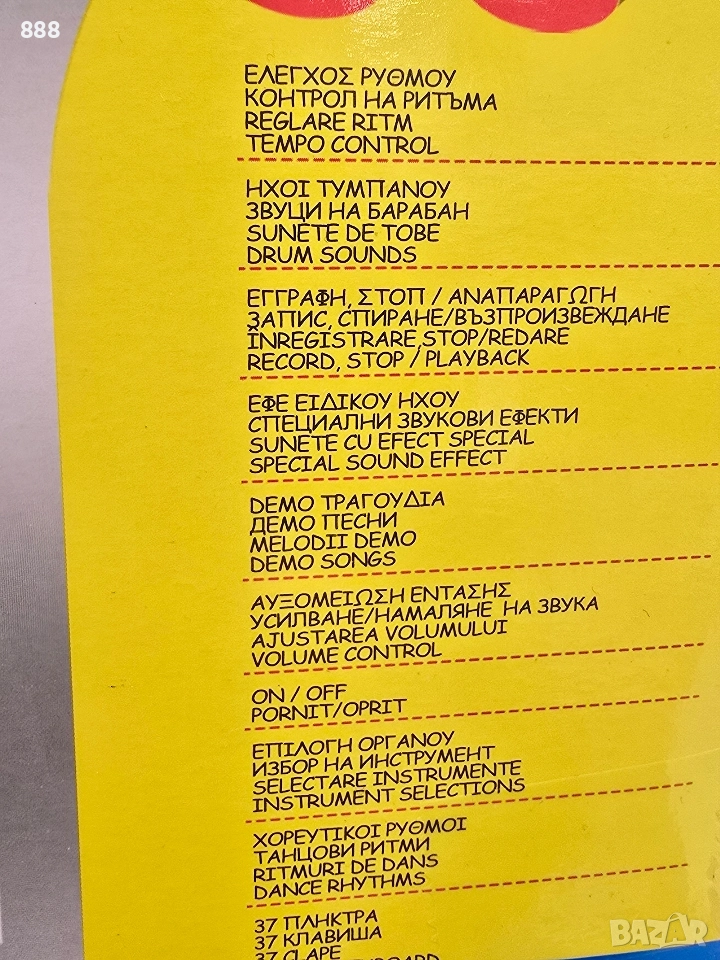 888
ΕΛΕΓΧΟΣ ΡΥΘΜΟΥ
КОНТРОЛ НА РИТЪМА
REGLARE RITM
TEMPO CONTROL
ΗΧΟΙ ΤΥΜΠΑΝΟΥ
ЗВУЦИ НА БАРАБАН
SUNETE DE TOBE
DRUM SOUNDS
ΕΓΓΡΑΦΗ, ΣΤΟΠ / ΑΝΑΠΑΡΑΓΩΓΗ
ЗАПИС, СПИРАНЕ/ВЪЗПРОИЗВЕЖДАНЕ
ÎNREGISTRARE,STOP/REDARE
RECORD, STOP / PLAYBACK
ΕΦΕ ΕΙΔΙΚΟΥ ΗΧΟΥ
СПЕЦИАЛНИ ЗВУКОВИ ЕФЕКТИ
SUNETE CU EFECT SPECIAL
SPECIAL SOUND EFFECT
DEMO ΤΡΑΓΟΥΔΙΑ
ДЕМО ПЕСНИ
MELODII DEMO
DEMO SONGS
ΑΥΞΟΜΕΙΩΣΗ ΕΝΤΑΣΗΣ
УСИЛВАНЕ/НАМАЛЯНЕ НА ЗВУКА
AJUSTAREA VOLUMULUI
VOLUME CONTROL
ON / OFF
PORNIT/OPRIT
ΕΠΙΛΟΓΗ ΟΡΓΑΝΟΥ
ИЗБОР НА ИНСТРУМЕНТ
SELECTARE INSTRUMENTE
INSTRUMENT SELECTIONS
ΧΟΡΕΥΤΙΚΟΙ ΡΥΘΜΟΙ
ТАНЦОВИ РИТМИ
RITMURI DE DANS
DANCE RHYTHMS
37 ΠΛΗΚΤΡΑ
37 КЛАВИША
37 CLAPE
BAZAR